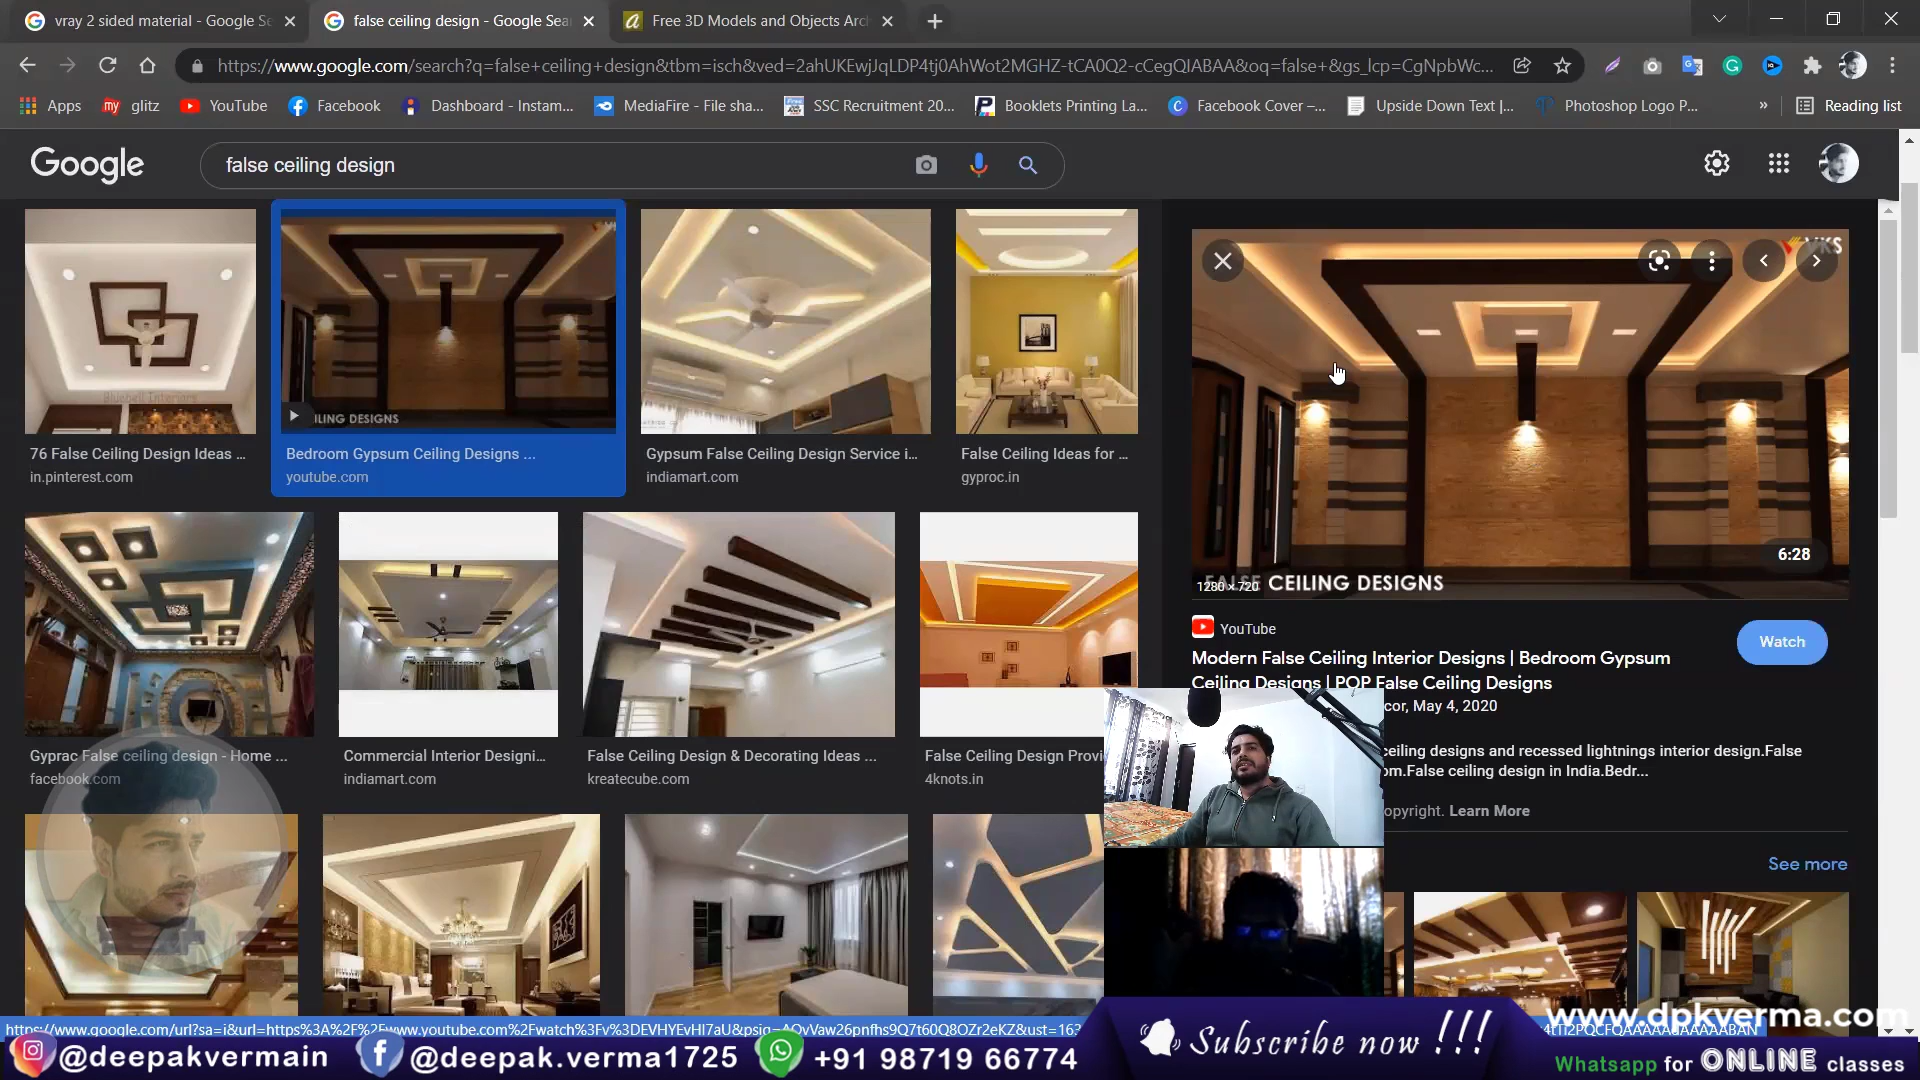 vray 2 sided material - Google Se
false ceiling design - Google Sea
Free 3D Models and Objects Arc
https://www.google.com/search?q=false+ceiling+design&tbm=isch&ved=2ahUKEwjJqLDP4tj0AhWot2MGHZ-tCA0Q2-cCegQIABAA&oq=false+&gs_lcp=CgNpbWc...
Apps
my glitz
YouTube
Facebook
Dashboard - Instam...
MediaFire - File sha...
SSC Recruitment 20...
Booklets Printing La...
Facebook Cover –...
Upside Down Text |...
Photoshop Logo P...
»
Reading list
Google
false ceiling design
Bluebell Interiors
ILING DESIGNS
VKS
6:28
1280 × 720
FALSE CEILING DESIGNS
76 False Ceiling Design Ideas ...
in.pinterest.com
Bedroom Gypsum Ceiling Designs ...
youtube.com
Gypsum False Ceiling Design Service i...
indiamart.com
False Ceiling Ideas for ...
gyproc.in
YouTube
Watch
Modern False Ceiling Interior Designs | Bedroom Gypsum
Ceiling Designs | POP False Ceiling Designs
cor, May 4, 2020
ceiling designs and recessed lightnings interior design.False
om.False ceiling design in India.Bedr...
opyright. Learn More
See more
Gyprac False ceiling design - Home ...
facebook.com
Commercial Interior Designi...
indiamart.com
False Ceiling Design & Decorating Ideas ...
kreatecube.com
False Ceiling Design Provi
4knots.in
www.dpkverma.com
@deepakvermain
@deepak.verma1725
+91 98719 66774
Subscribe now !!!
Whatsapp for ONLINE classes